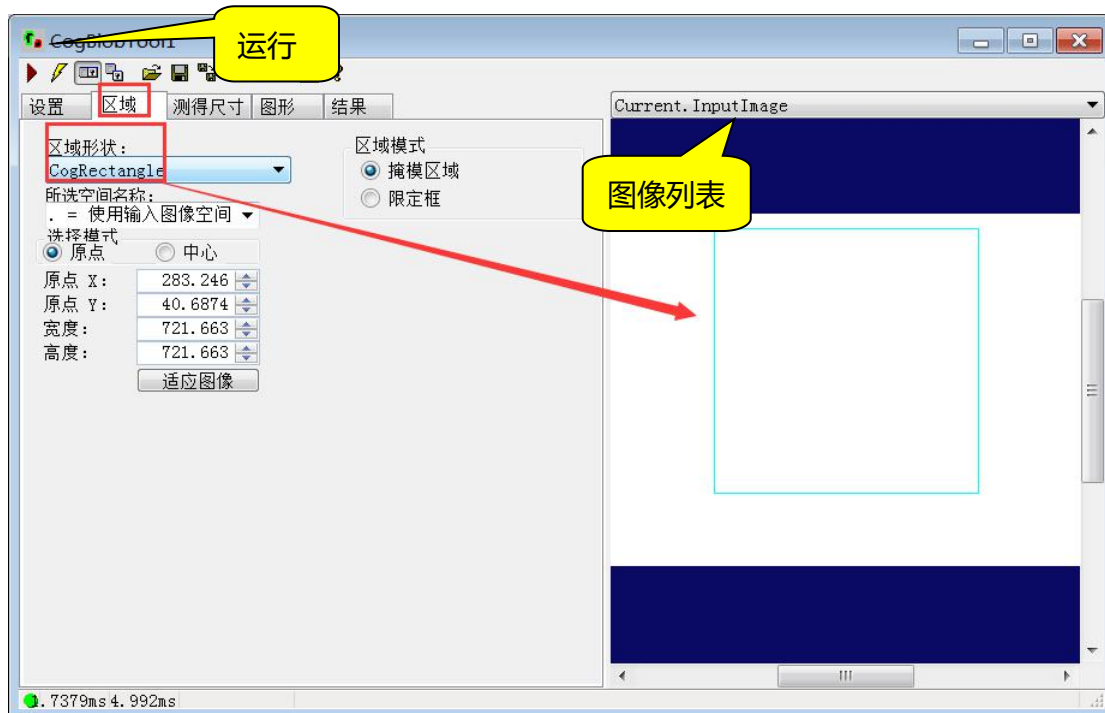 CogBlobTool1
运行
设置
区域
测得尺寸
图形
结果
Current.InputImage
区域形状:
CogRectangle
所选空间名称:
. = 使用输入图像空间
选择模式
原点
中心
原点 X:
283.246
原点 Y:
40.6874
宽度:
721.663
高度:
721.663
适应图像
区域模式
掩模区域
限定框
图像列表
.7379ms 4.992ms